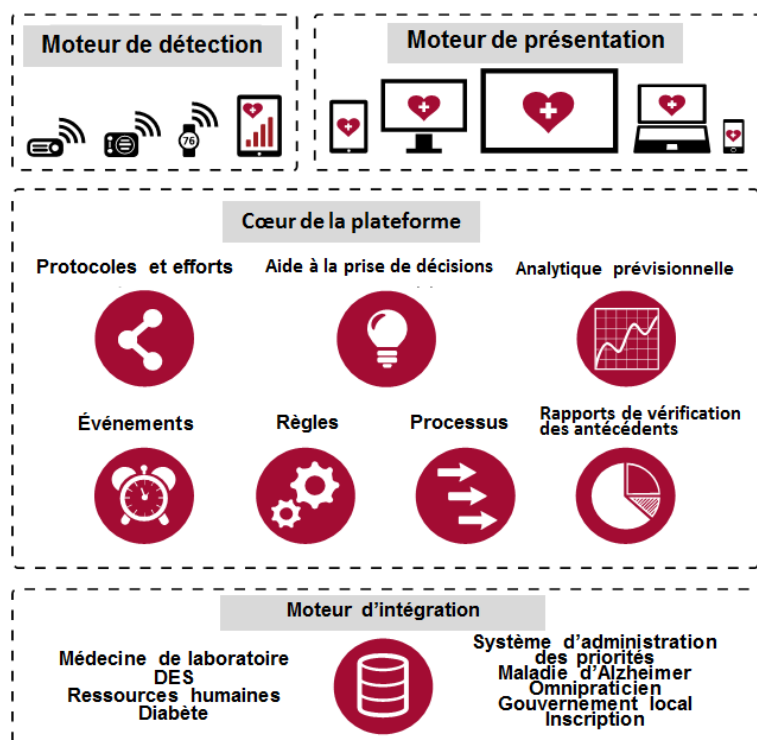 Moteur de détection
Moteur de présentation
76
Cœur de la plateforme
Protocoles et efforts
Aide à la prise de décisions
Analytique prévisionnelle
Événements
Règles
Processus
Rapports de vérification
des antécédents
Moteur d'intégration
Médecine de laboratoire
DES
Ressources humaines
Diabète
Système d'administration
des priorités
Maladie d'Alzheimer
Omnipraticien
Gouvernement local
Inscription